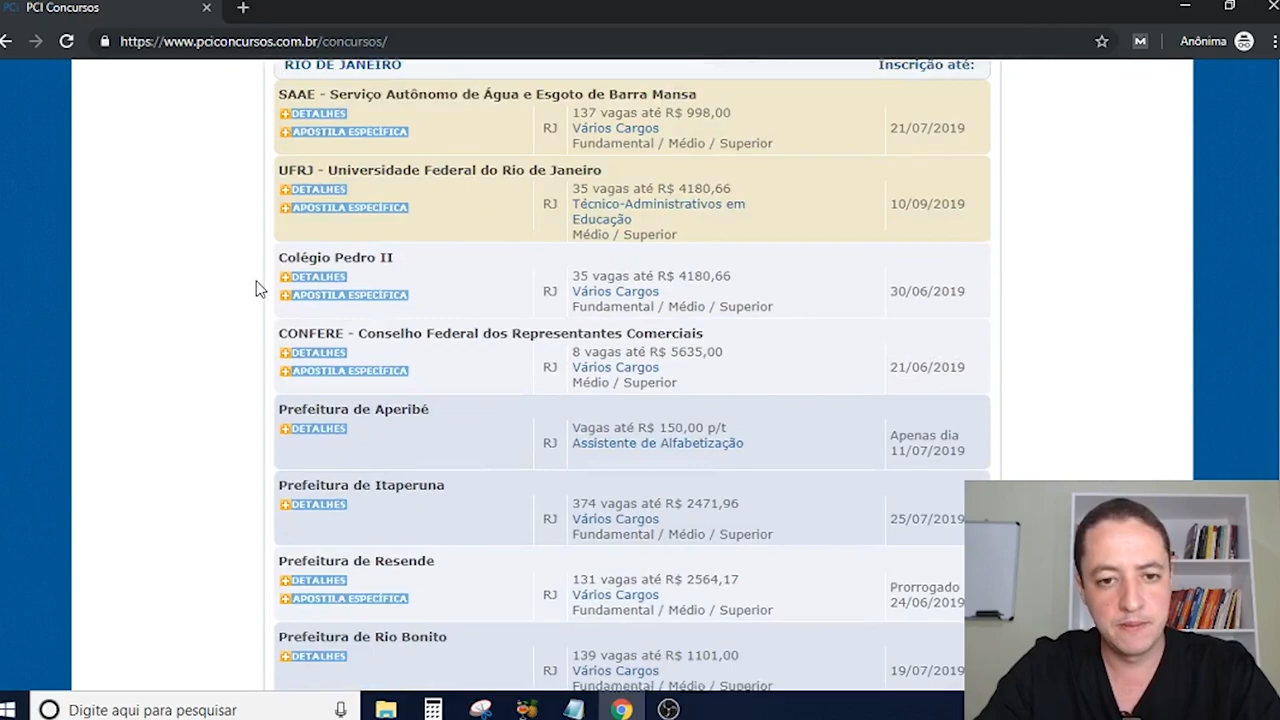 PCI Concursos
https://www.pciconcursos.com.br/concursos/
Anônima
RIO DE JANEIRO
Inscrição até:
SAAE - Serviço Autônomo de Água e Esgoto de Barra Mansa
DETALHES
APOSTILA ESPECÍFICA
RJ
137 vagas até R$ 998,00
Vários Cargos
Fundamental / Médio / Superior
21/07/2019
UFRJ - Universidade Federal do Rio de Janeiro
DETALHES
APOSTILA ESPECÍFICA
RJ
35 vagas até R$ 4180,66
Técnico-Administrativos em
Educação
Médio / Superior
10/09/2019
Colégio Pedro II
DETALHES
APOSTILA ESPECÍFICA
RJ
35 vagas até R$ 4180,66
Vários Cargos
Fundamental / Médio / Superior
30/06/2019
CONFERE - Conselho Federal dos Representantes Comerciais
DETALHES
APOSTILA ESPECÍFICA
RJ
8 vagas até R$ 5635,00
Vários Cargos
Médio / Superior
21/06/2019
Prefeitura de Aperibé
DETALHES
RJ
Vagas até R$ 150,00 p/t
Assistente de Alfabetização
Apenas dia
11/07/2019
Prefeitura de Itaperuna
DETALHES
RJ
374 vagas até R$ 2471,96
Vários Cargos
Fundamental / Médio / Superior
25/07/2019
Prefeitura de Resende
DETALHES
APOSTILA ESPECÍFICA
RJ
131 vagas até R$ 2564,17
Vários Cargos
Fundamental / Médio / Superior
Prorrogado
24/06/2019
Prefeitura de Rio Bonito
DETALHES
RJ
139 vagas até R$ 1101,00
Vários Cargos
Fundamental / Médio / Superior
19/07/2019
Digite aqui para pesquisar